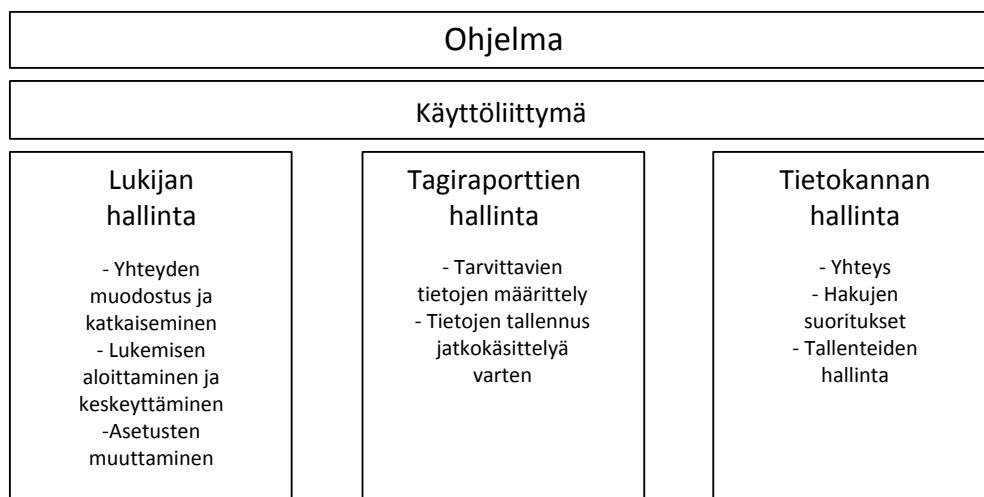 Ohjelma
Käyttöliittymä
Lukijan
hallinta
- Yhteyden
muodostus ja
katkaiseminen
- Lukemisen
aloittaminen ja
keskeyttäminen
-Asetusten
muuttaminen
Tagiraporttien
hallinta
- Tarvittavien
tietojen määrittely
- Tietojen tallennus
jatkokäsittelyä
varten
Tietokannan
hallinta
- Yhteys
- Hakujen
suoritukset
- Tallenteiden
hallinta